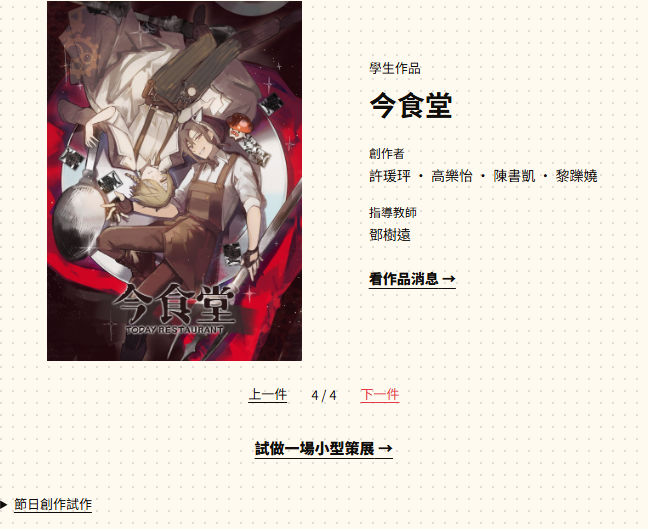 今食堂
TODAY RESTAURANT
學生作品
今食堂
創作者
許瑗玶 · 高樂怡 · 陳書凱 · 黎躒嬈
指導教師
鄧樹遠
看作品消息 →
上一件 4 / 4 下一件
試做一場小型策展 →
▶ 節日創作試作